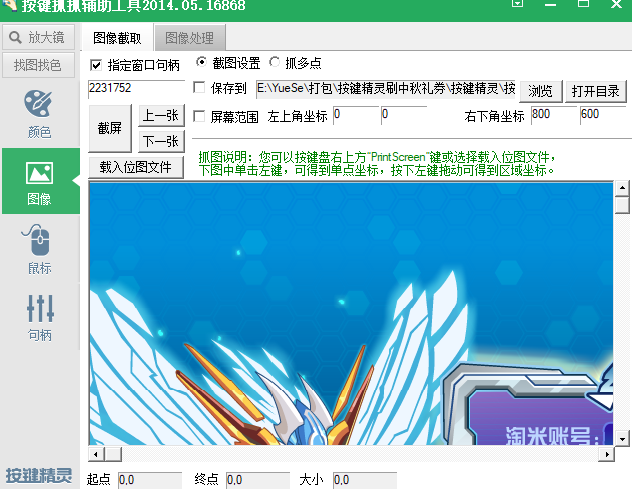 按键抓抓辅助工具2014.05.16868
放大镜
找图找色
颜色
图像
鼠标
句柄
按键精灵
图像截取 图像处理
指定窗口句柄 截图设置 抓多点
2231752 保存到 E:\YueSe\打包\按键精灵刷中秋礼券\按键精灵\按 浏览 打开目录
截屏 上一张 屏幕范围 左上角坐标 0 0 右下角坐标 800 600
下一张
载入位图文件
抓图说明：您可以按键盘右上方"PrintScreen"键或选择载入位图文件，
下图中单击左键，可得到单点坐标，按下左键拖动可得到区域坐标。
淘米账号:
起点 0,0 终点 0,0 大小 0,0